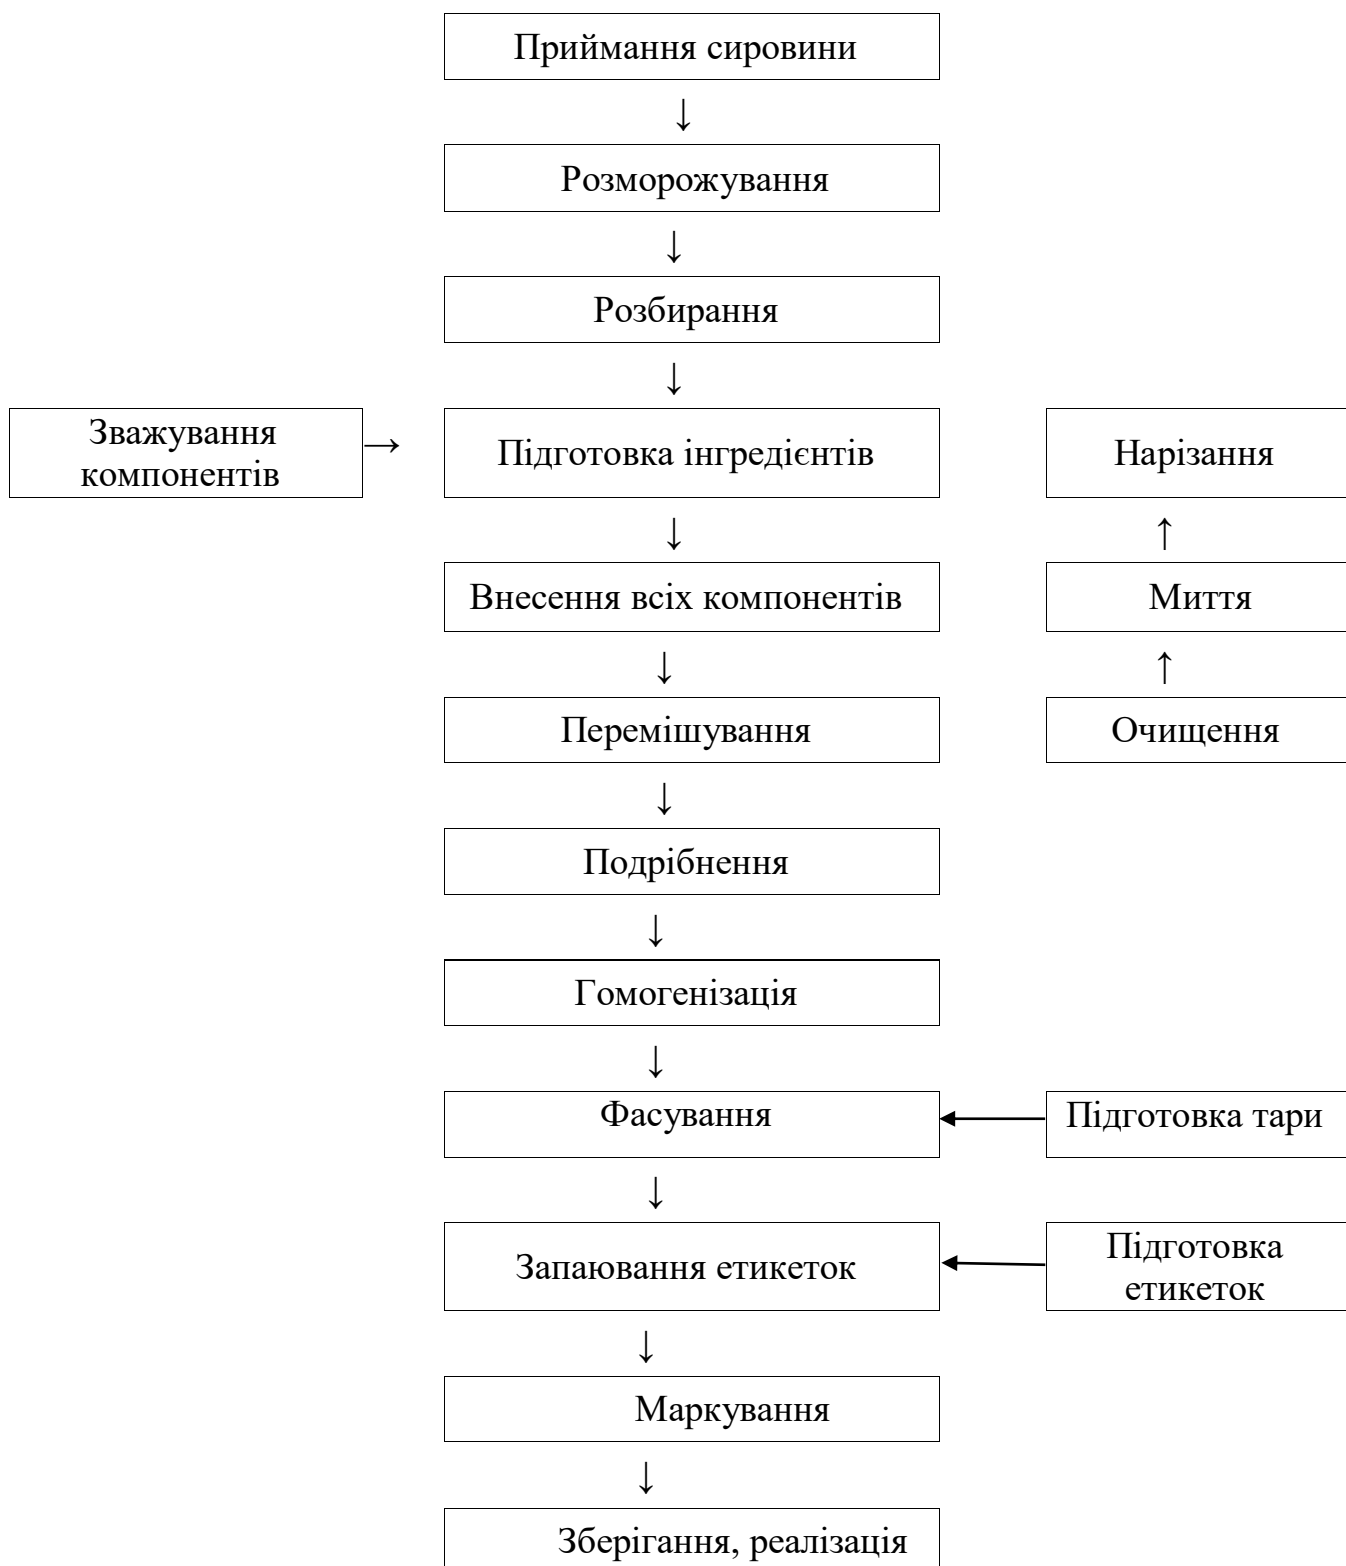 Приймання сировини
↓
Розморожування
↓
Розбирання
↓
Зважування
компонентів
→
Підготовка інгредієнтів
Нарізання
↓
↑
Внесення всіх компонентів
Миття
↓
↑
Перемішування
Очищення
↓
Подрібнення
↓
Гомогенізація
↓
Фасування
Підготовка тари
↓
Запаювання етикеток
Підготовка
етикеток
↓
Маркування
↓
Зберігання, реалізація